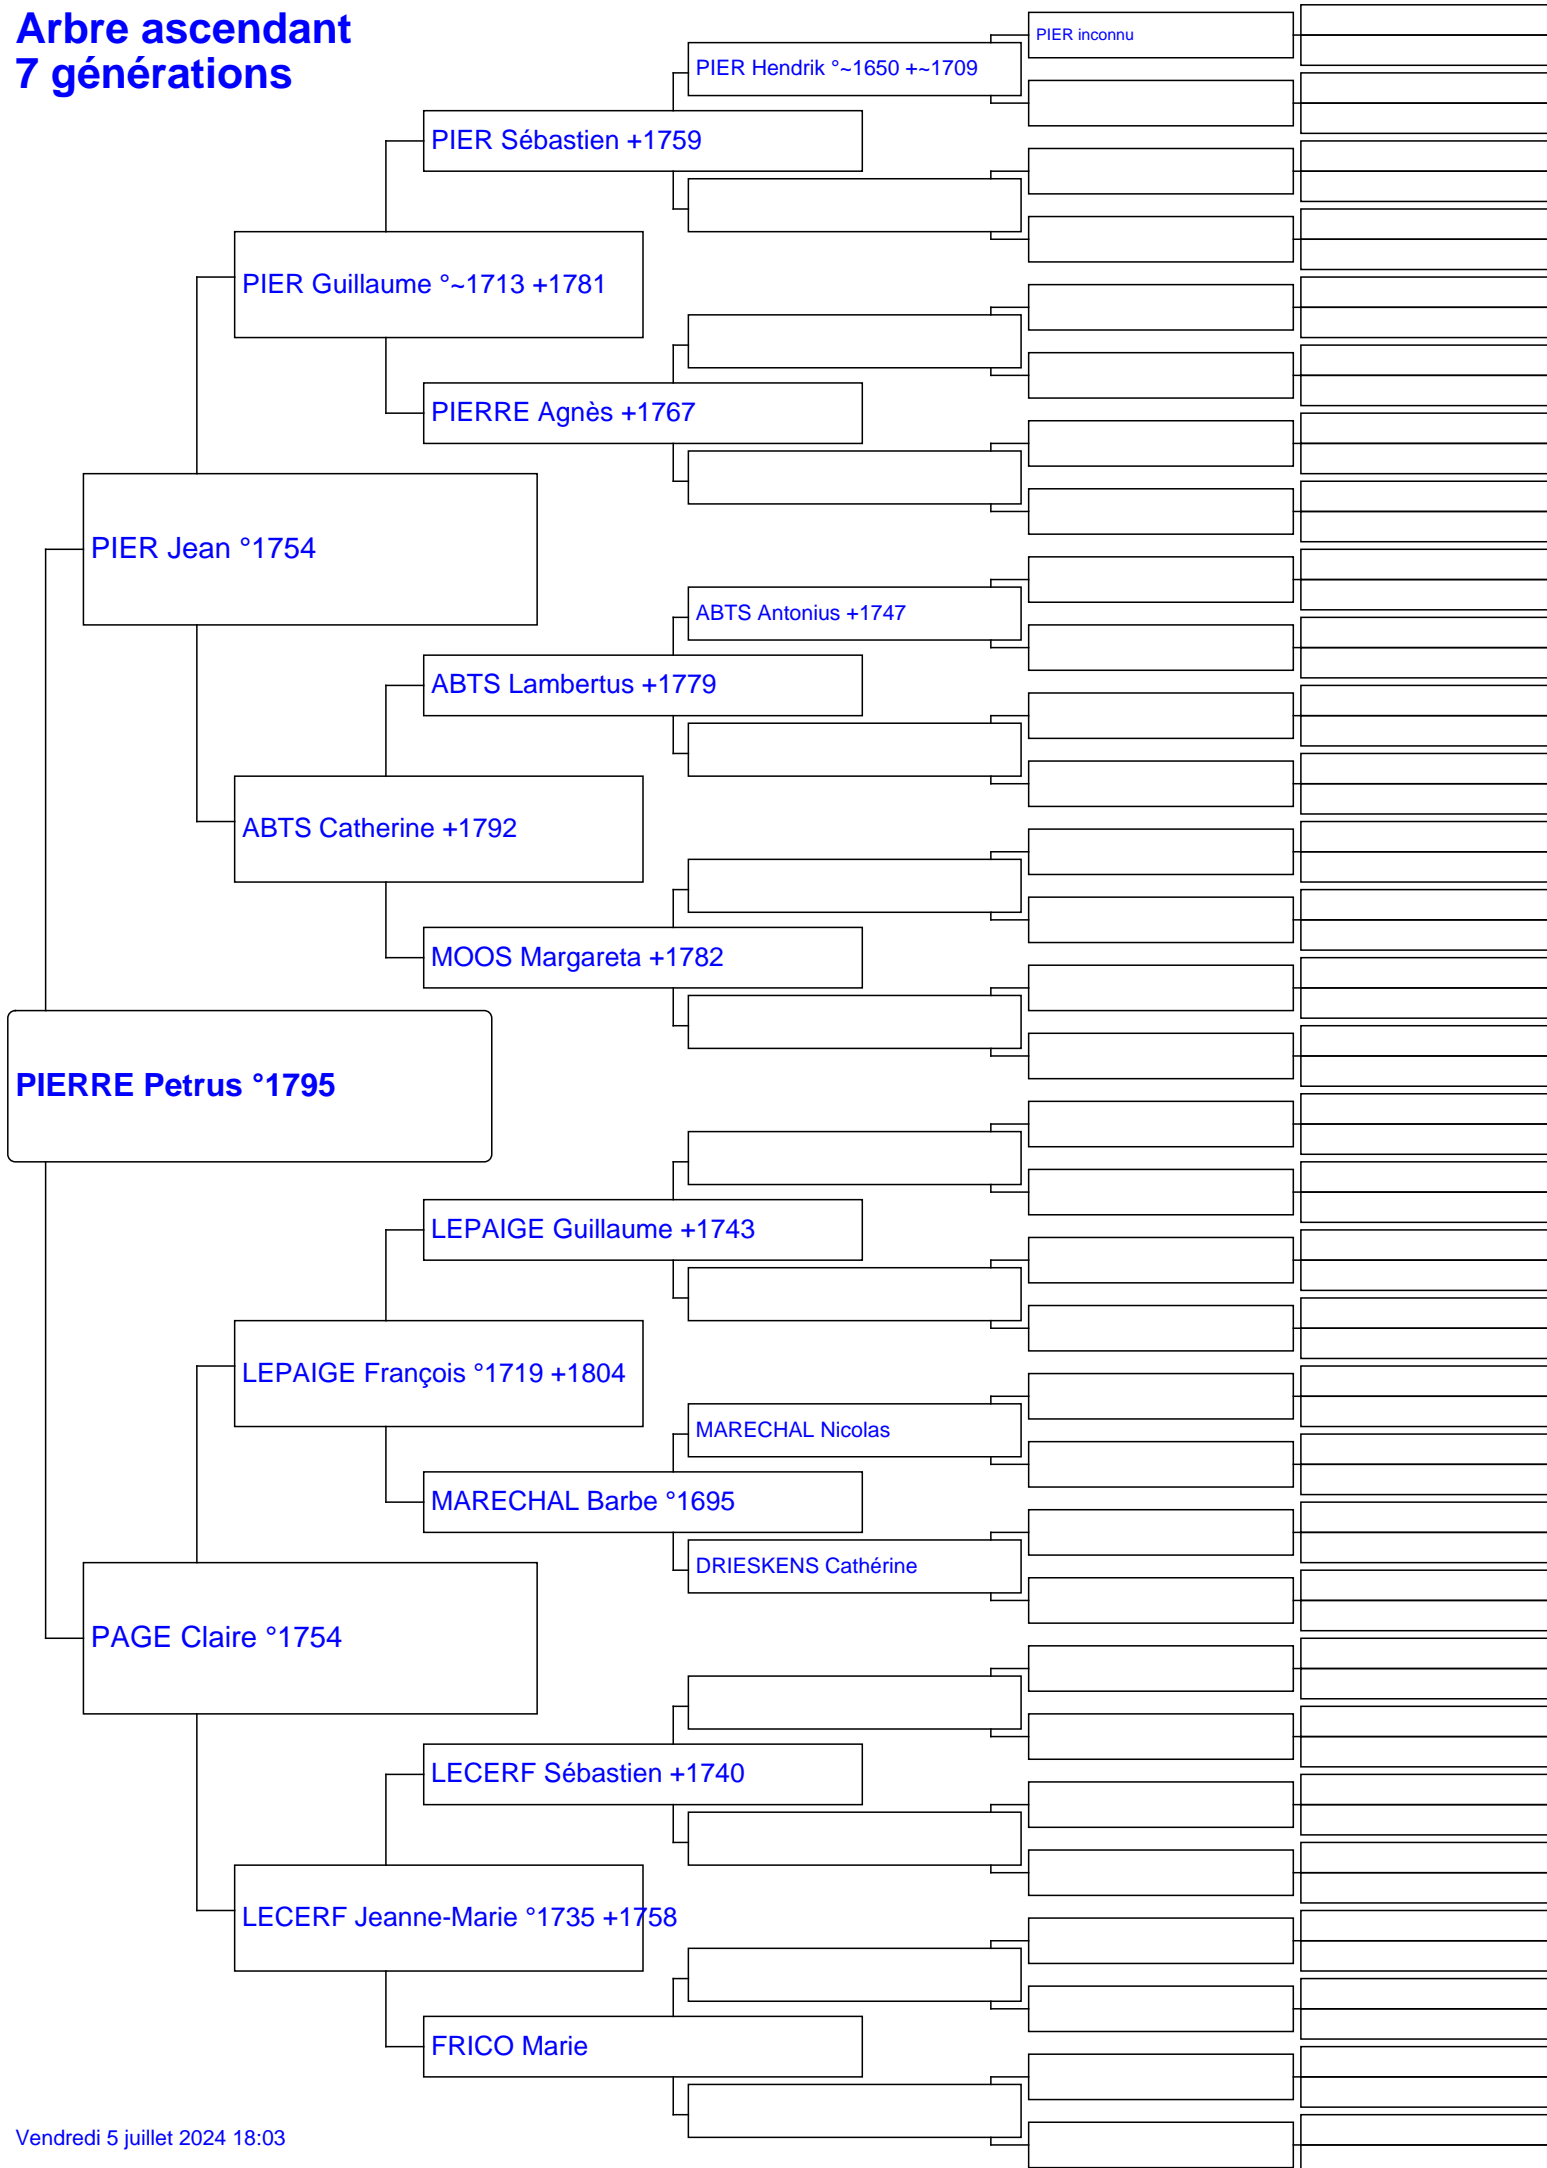 Arbre ascendant
7 générations
PIER inconnu
PIER Hendrik °~1650 +~1709
PIER Sébastien +1759
PIER Guillaume °~1713 +1781
PIERRE Agnès +1767
PIER Jean °1754
ABTS Antonius +1747
ABTS Lambertus +1779
ABTS Catherine +1792
MOOS Margareta +1782
PIERRE Petrus °1795
LEPAIGE Guillaume +1743
LEPAIGE François °1719 +1804
MARECHAL Nicolas
MARECHAL Barbe °1695
DRIESKENS Cathérine
PAGE Claire °1754
LECERF Sébastien +1740
LECERF Jeanne-Marie °1735 +1758
FRICO Marie
Vendredi 5 juillet 2024 18:03